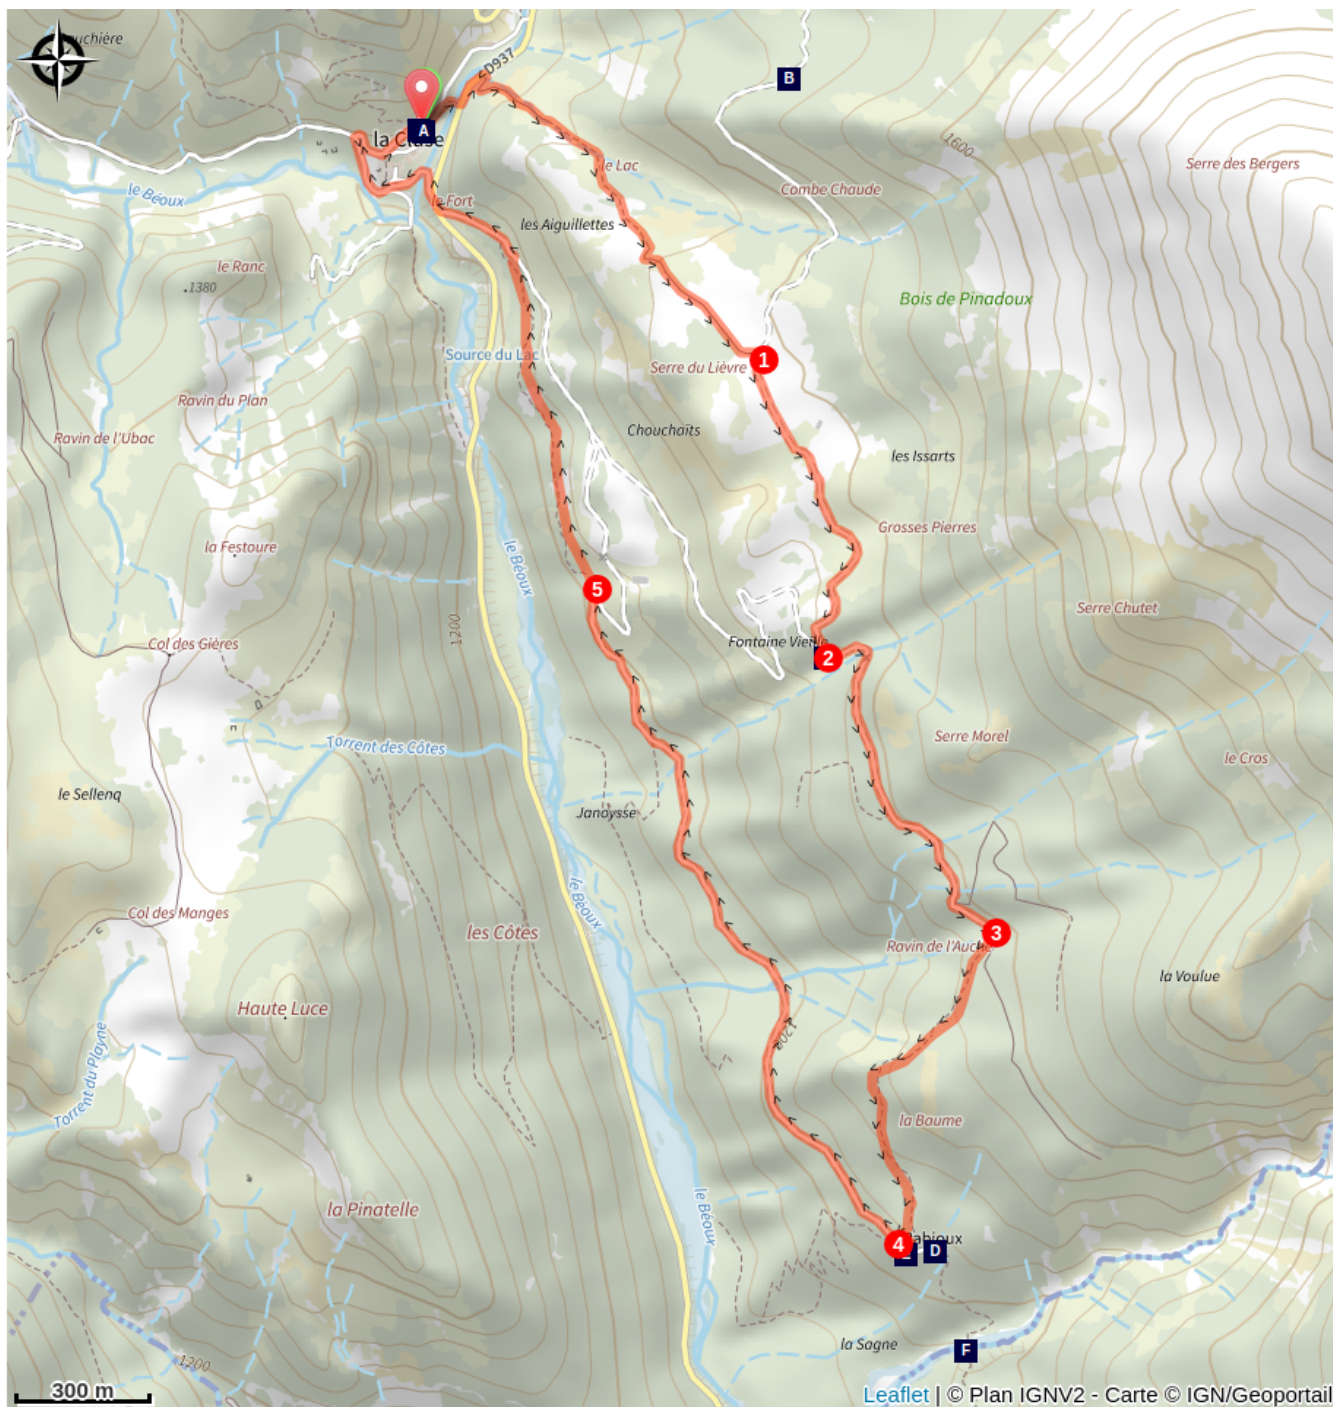 D937
B
A
la Cluse
le Lac
1600
Serre des Bergers
Combe Chaude
le Béoux
le Fort
les Aiguillettes
le Ranc
1380
Bois de Pinadoux
Source du Lac
1
Serre du Lièvre
Ravin du Plan
Chouchaits
Ravin de l'Ubac
les Issarts
Grosses Pierres
la Festoure
le Béoux
5
Serre Chutet
1200
Col des Gières
Fontaine Vieille
2
Serre Morel
Torrent des Côtes
le Cros
le Sellenq
Janoysse
le Béoux
Col des Manges
les Côtes
3
Ravin de l'Auche
la Voulue
Haute Luce
1202
Torrent du Playne
la Baume
la Pinatelle
le Béoux
4
D
la Sagne
F
1200
300 m
Leaflet | © Plan IGNV2 - Carte © IGN/Geoportail